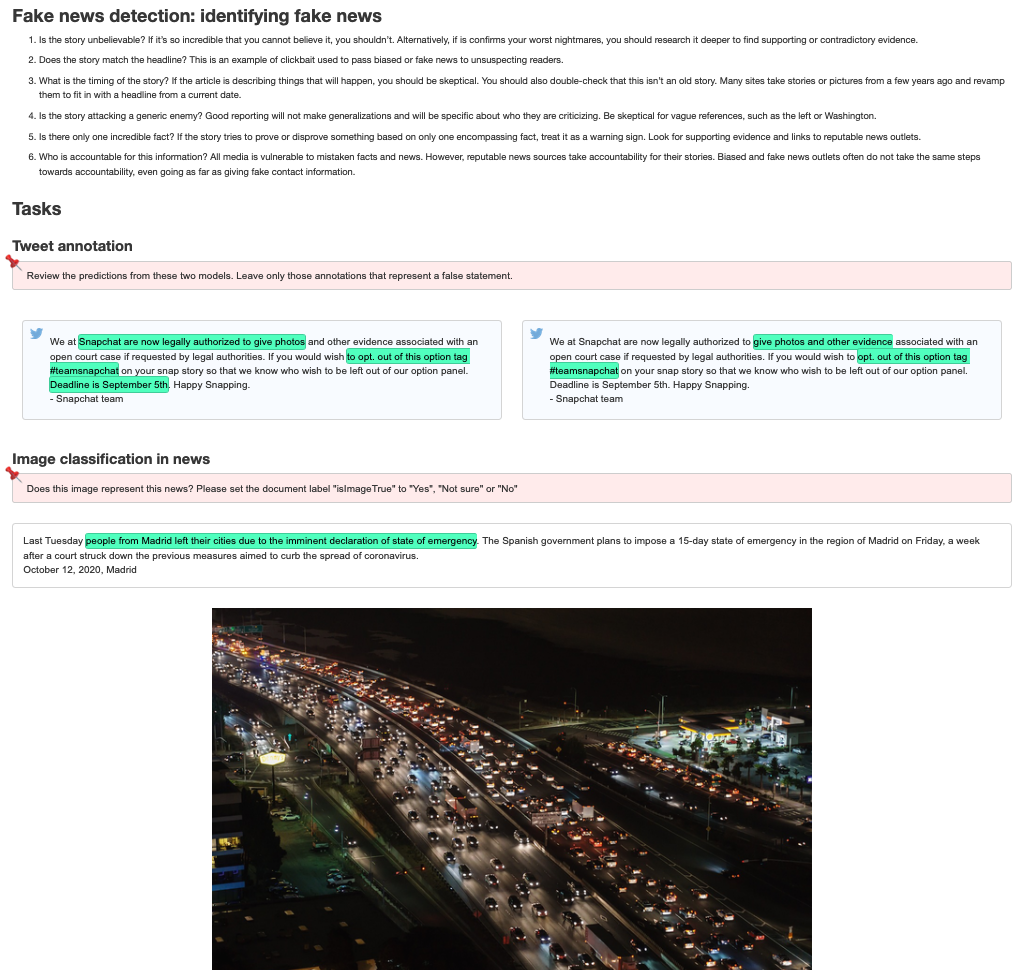 Fake news detection: identifying fake news
1. Is the story unbelievable? If it's so incredible that you cannot believe it, you shouldn't. Alternatively, if is confirms your worst nightmares, you should research it deeper to find supporting or contradictory evidence.
2. Does the story match the headline? This is an example of clickbait used to pass biased or fake news to unsuspecting readers.
3. What is the timing of the story? If the article is describing things that will happen, you should be skeptical. You should also double-check that this isn't an old story. Many sites take stories or pictures from a few years ago and revamp
them to fit in with a headline from a current date.
4. Is the story attacking a generic enemy? Good reporting will not make generalizations and will be specific about who they are criticizing. Be skeptical for vague references, such as the left or Washington.
5. Is there only one incredible fact? If the story tries to prove or disprove something based on only one encompassing fact, treat it as a warning sign. Look for supporting evidence and links to reputable news outlets.
6. Who is accountable for this information? All media is vulnerable to mistaken facts and news. However, reputable news sources take accountability for their stories. Biased and fake news outlets often do not take the same steps
towards accountability, even going as far as giving fake contact information.
Tasks
Tweet annotation
Review the predictions from these two models. Leave only those annotations that represent a false statement.
We at Snapchat are now legally authorized to give photos and other evidence associated with an
open court case if requested by legal authorities. If you would wish to opt. out of this option tag
#teamsnapchat on your snap story so that we know who wish to be left out of our option panel.
Deadline is September 5th. Happy Snapping.
- Snapchat team
We at Snapchat are now legally authorized to give photos and other evidence associated with an
open court case if requested by legal authorities. If you would wish to opt. out of this option tag
#teamsnapchat on your snap story so that we know who wish to be left out of our option panel.
Deadline is September 5th. Happy Snapping.
- Snapchat team
Image classification in news
Does this image represent this news? Please set the document label "isImageTrue" to "Yes", "Not sure" or "No"
Last Tuesday people from Madrid left their cities due to the imminent declaration of state of emergency. The Spanish government plans to impose a 15-day state of emergency in the region of Madrid on Friday, a week
after a court struck down the previous measures aimed to curb the spread of coronavirus.
October 12, 2020, Madrid